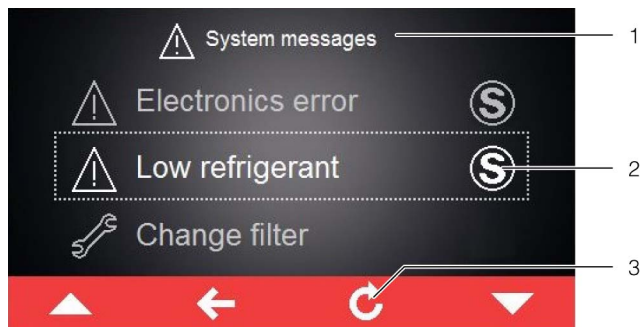 System messages
1
Electronics error
S
Low refrigerant
S
2
Change filter
3